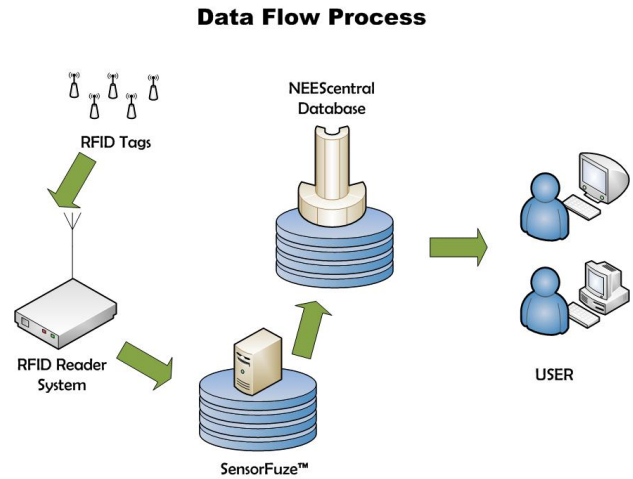 Data Flow Process
RFID Tags
NEEScentral
Database
RFID Reader
System
SensorFuze™
USER